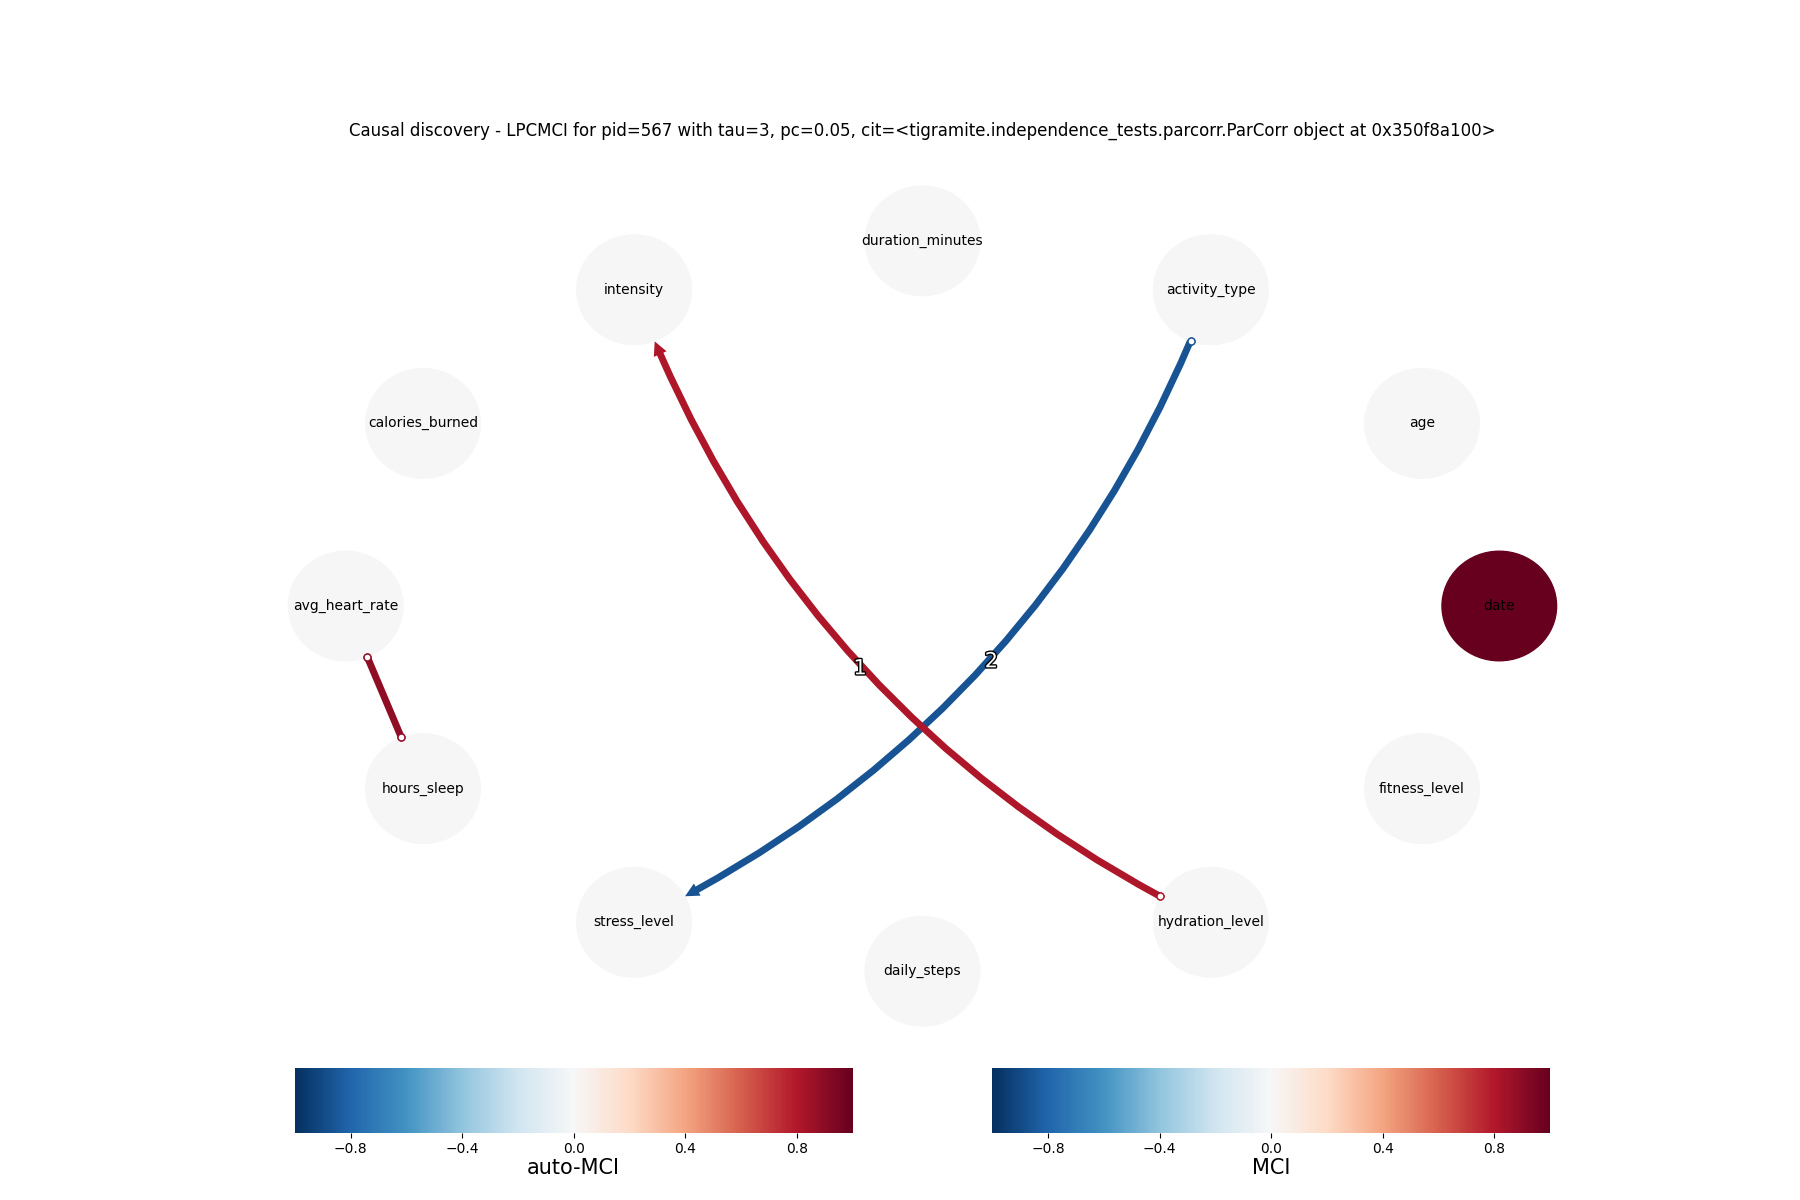 Causal discovery - LPCMCI for pid=567 with tau=3, pc=0.05, cit=<tigramite.independence_tests.parcorr.ParCorr object at 0x350f8a100>
duration_minutes
intensity
activity_type
calories_burned
age
avg_heart_rate
date
1
2
hours_sleep
fitness_level
stress_level
hydration_level
daily_steps
−0.8 −0.4 0.0 0.4 0.8
auto-MCI
−0.8 −0.4 0.0 0.4 0.8
MCI